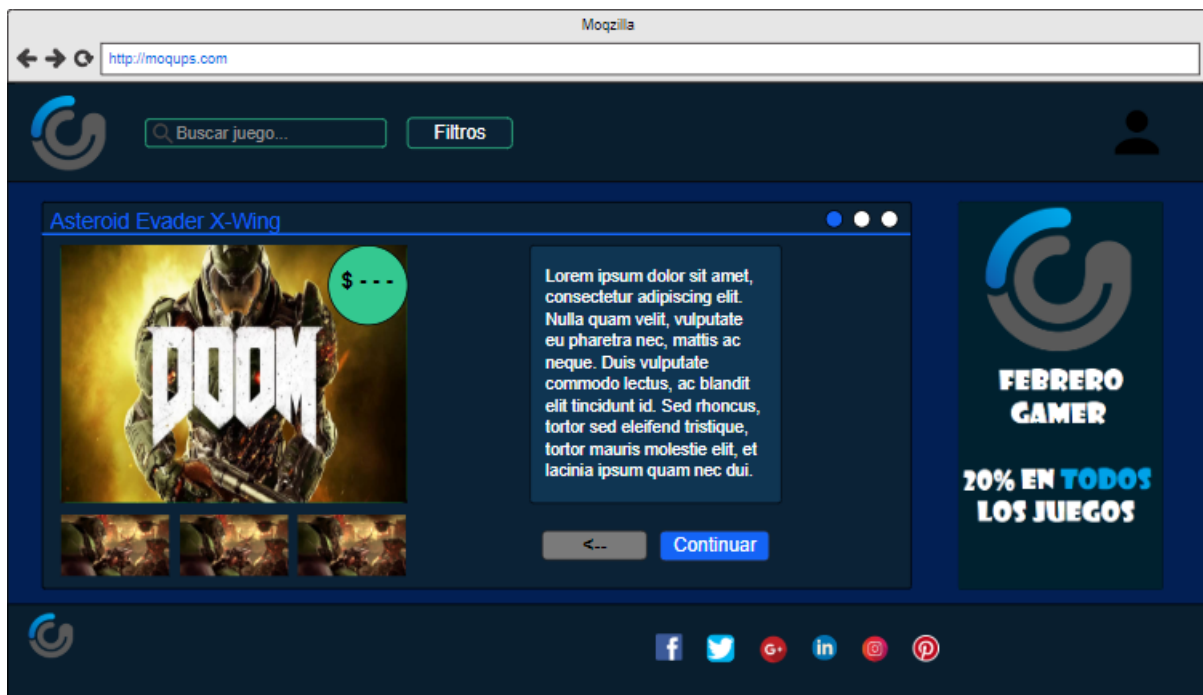 Moqzilla
http://moqups.com
Buscar juego...
Filtros
Asteroid Evader X-Wing
$ - - -
DOOM
Lorem ipsum dolor sit amet,
consectetur adipiscing elit.
Nulla quam velit, vulputate
eu pharetra nec, mattis ac
neque. Duis vulputate
commodo lectus, ac blandit
elit tincidunt id. Sed rhoncus,
tortor sed eleifend tristique,
tortor mauris molestie elit, et
lacinia ipsum quam nec dui.
<--
Continuar
FEBRERO
GAMER
20% EN TODOS
LOS JUEGOS
f
G+
in